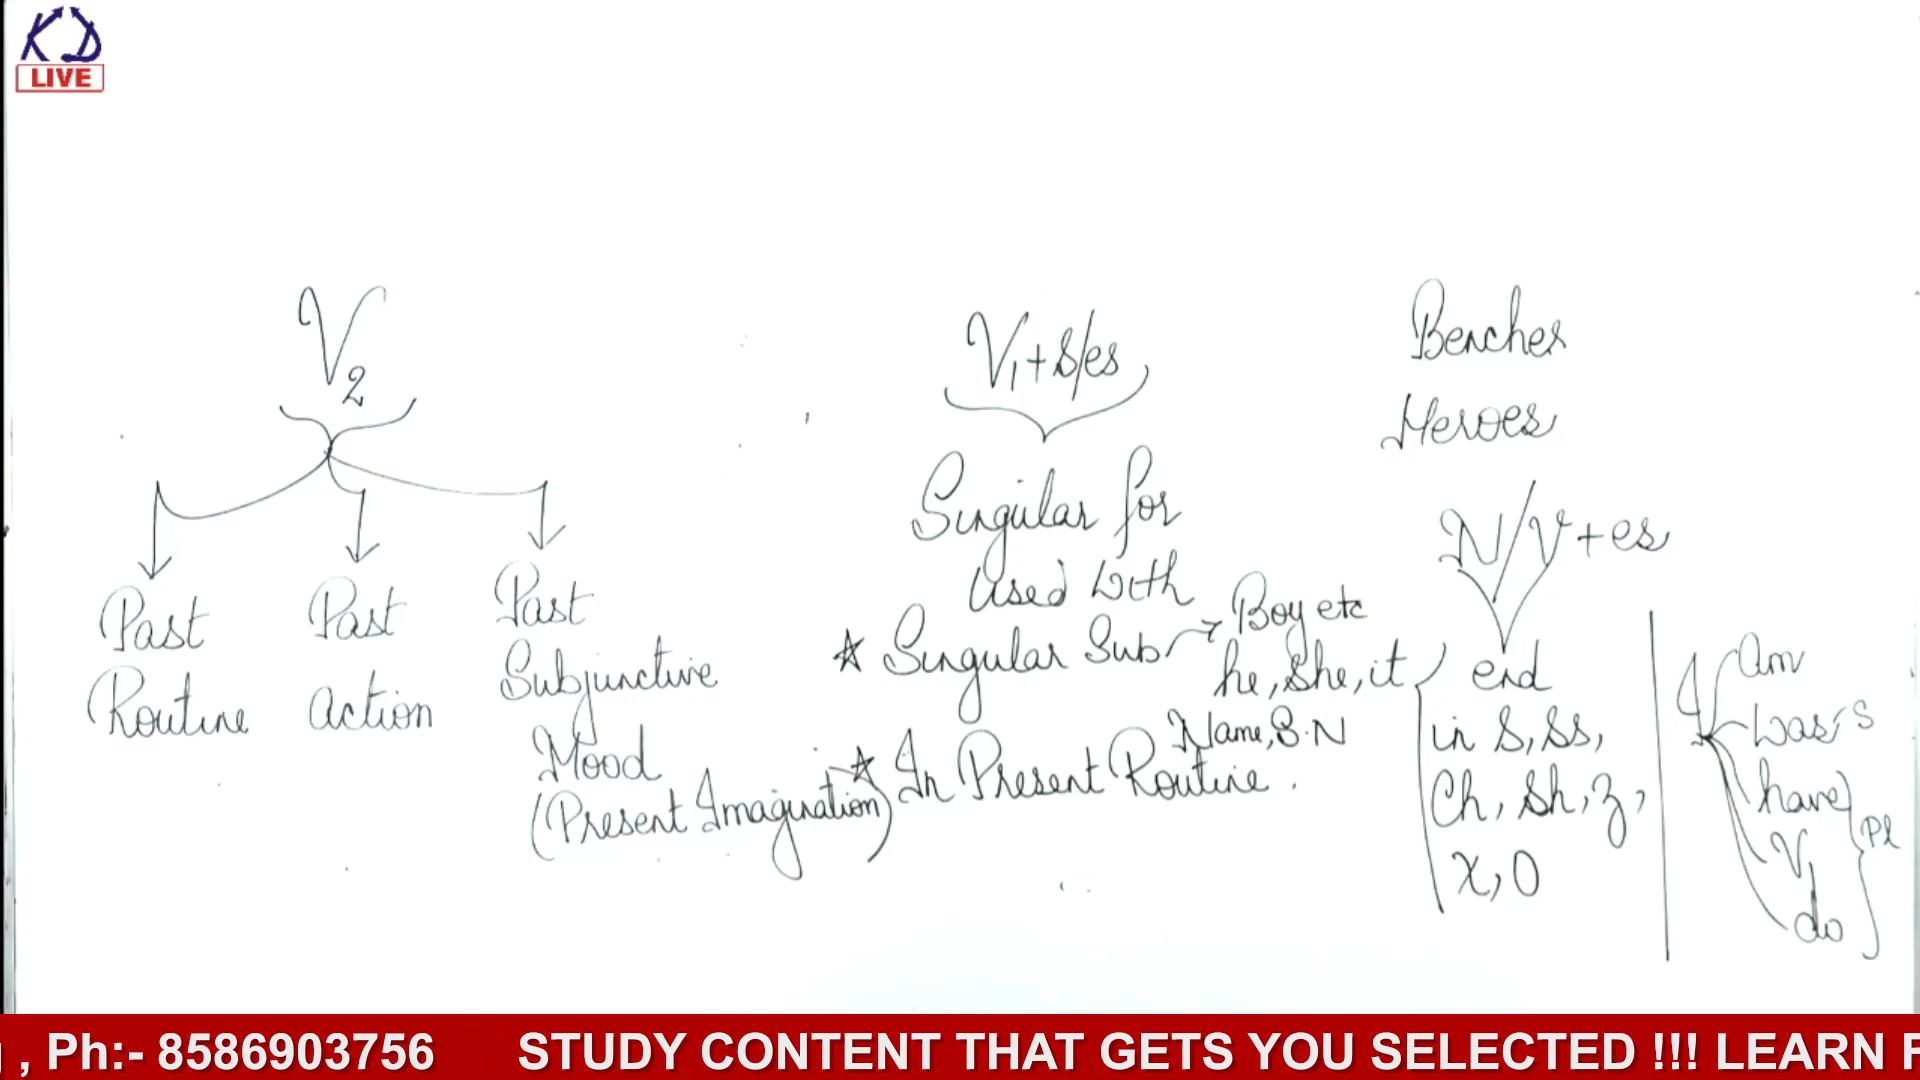 KD
LIVE
V2
Past
Routine
Past
action
Past
Subjunctive
Mood
(Present Imagination)
V1+s/es
Singular for
Used with
★ Singular Sub → Boy etc
he, she, it
Name, S.N
★ In Present Routine.
Benches
Heroes
N/V+es
end
in S, SS,
Ch, Sh, z,
x, O
I
am
was S
have
V1
do
Pl
, Ph:- 8586903756 STUDY CONTENT THAT GETS YOU SELECTED !!! LEARN F